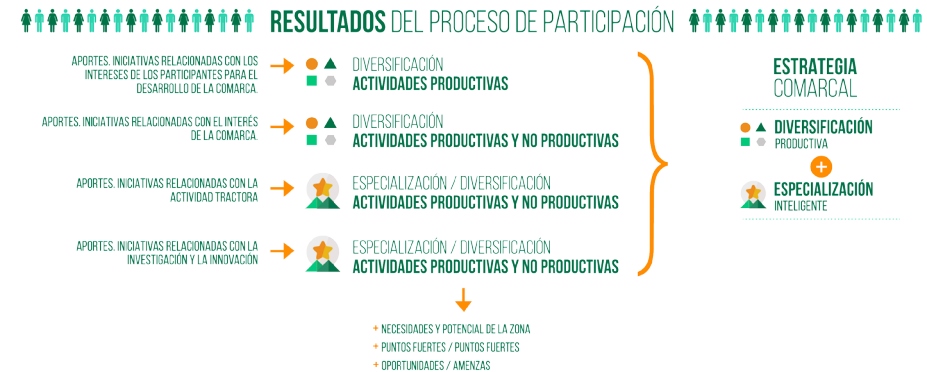 RESULTADOS DEL PROCESO DE PARTICIPACIÓN
APORTES. INICIATIVAS RELACIONADAS CON LOS
INTERESES DE LOS PARTICIPANTES PARA EL
DESARROLLO DE LA COMARCA.
DIVERSIFICACIÓN
ACTIVIDADES PRODUCTIVAS
APORTES. INICIATIVAS RELACIONADAS CON EL INTERÉS
DE LA COMARCA.
DIVERSIFICACIÓN
ACTIVIDADES PRODUCTIVAS Y NO PRODUCTIVAS
APORTES. INICIATIVAS RELACIONADAS CON LA
ACTIVIDAD TRACTORA
ESPECIALIZACIÓN / DIVERSIFICACIÓN
ACTIVIDADES PRODUCTIVAS Y NO PRODUCTIVAS
APORTES. INICIATIVAS RELACIONADAS CON LA
INVESTIGACIÓN Y LA INNOVACIÓN
ESPECIALIZACIÓN / DIVERSIFICACIÓN
ACTIVIDADES PRODUCTIVAS Y NO PRODUCTIVAS
+ NECESIDADES Y POTENCIAL DE LA ZONA
+ PUNTOS FUERTES / PUNTOS FUERTES
+ OPORTUNIDADES / AMENZAS
ESTRATEGIA
COMARCAL
DIVERSIFICACIÓN
PRODUCTIVA
+
ESPECIALIZACIÓN
INTELIGENTE